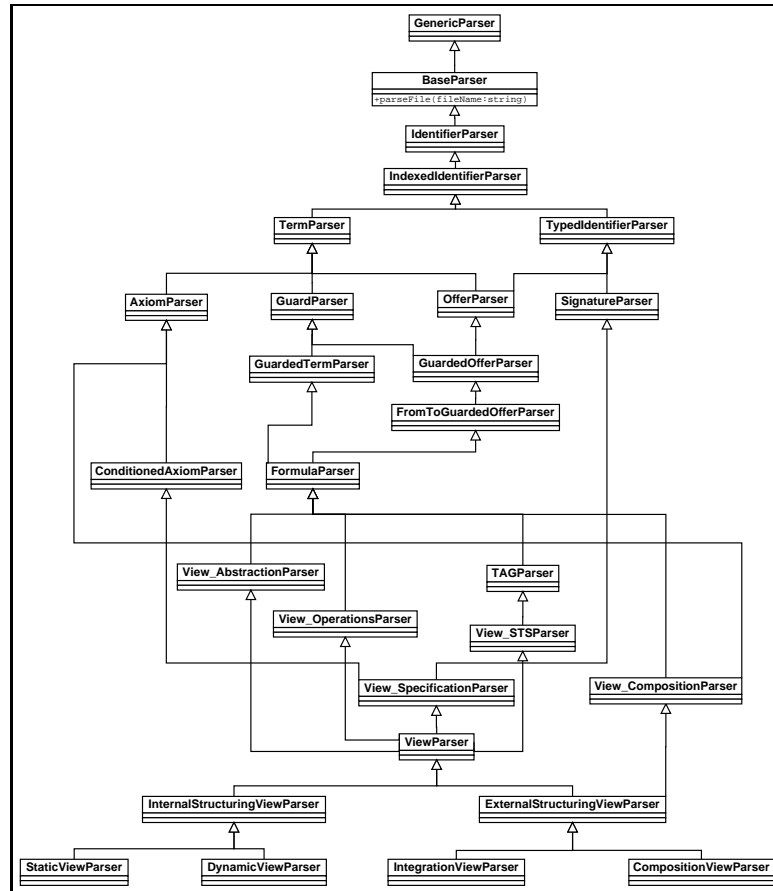 GenericParser
BaseParser
+parseFile(fileName:string)
IdentifierParser
IndexedIdentifierParser
TermParser
TypedIdentifierParser
AxiomParser
GuardParser
OfferParser
SignatureParser
GuardedTermParser
GuardedOfferParser
FromToGuardedOfferParser
ConditionedAxiomParser
FormulaParser
View_AbstractionParser
TAGParser
View_OperationsParser
View_STSParser
View_SpecificationParser
View_CompositionParser
ViewParser
InternalStructuringViewParser
ExternalStructuringViewParser
StaticViewParser
DynamicViewParser
IntegrationViewParser
CompositionViewParser